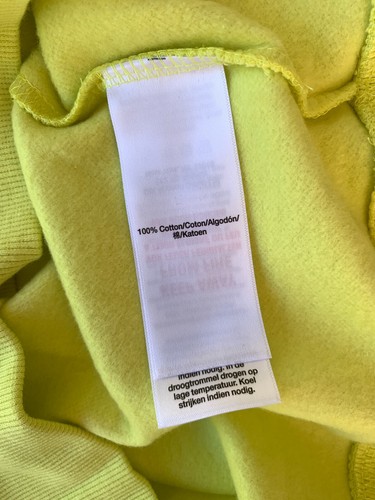 100% Cotton/Coton/Algodón/
棉/Katoen
indien nodig. In de
droogtrommel drogen op
lage temperatuur. Koel
strijken indien nodig.